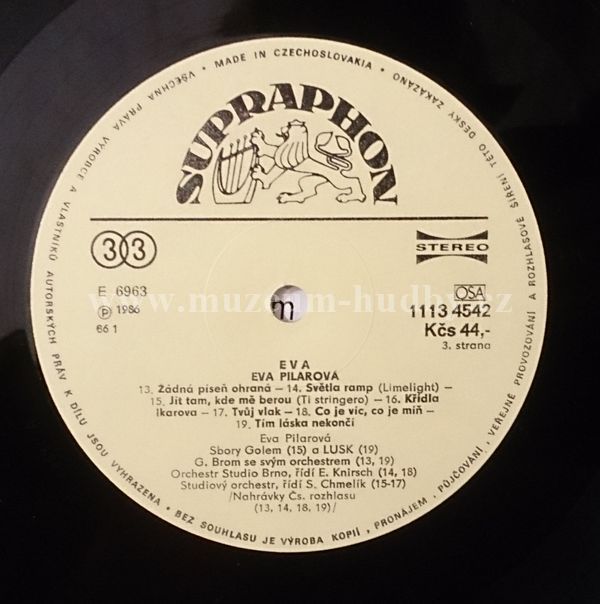 VŠECHNA PRÁVA VÝROBCE A VLASTNÍKŮ AUTORSKÝCH PRÁV K DÍLU JSOU VYHRAZENA • BEZ SOUHLASU JE VÝROBA KOPIÍ, PRONÁJEM, PŮJČOVÁNÍ, VEŘEJNÉ PROVOZOVÁNÍ A ROZHLASOVÉ ŠÍŘENÍ TÉTO DESKY ZAKÁZÁNO • MADE IN CZECHOSLOVAKIA •
SUPRAPHON
33
STEREO
E 6963
Ⓟ 1986
66 1
m
OSA
1113 4542
Kčs 44,-
3. strana
www.muzeum-hudby.cz
EVA
EVA PILAROVÁ
13. Žádná píseň ohraná – 14. Světla ramp (Limelight) –
15. Jít tam, kde mě berou (Ti stringero) – 16. Křídla
Ikarova – 17. Tvůj vlak – 18. Co je víc, co je míň –
19. Tím láska nekončí
Eva Pilarová
Sbory Golem (15) a LUSK (19)
G. Brom se svým orchestrem (13, 19)
Orchestr Studio Brno, řídí E. Knirsch (14, 18)
Studiový orchestr, řídí S. Chmelík (15-17)
/Nahrávky Čs. rozhlasu
(13, 14, 18, 19)/